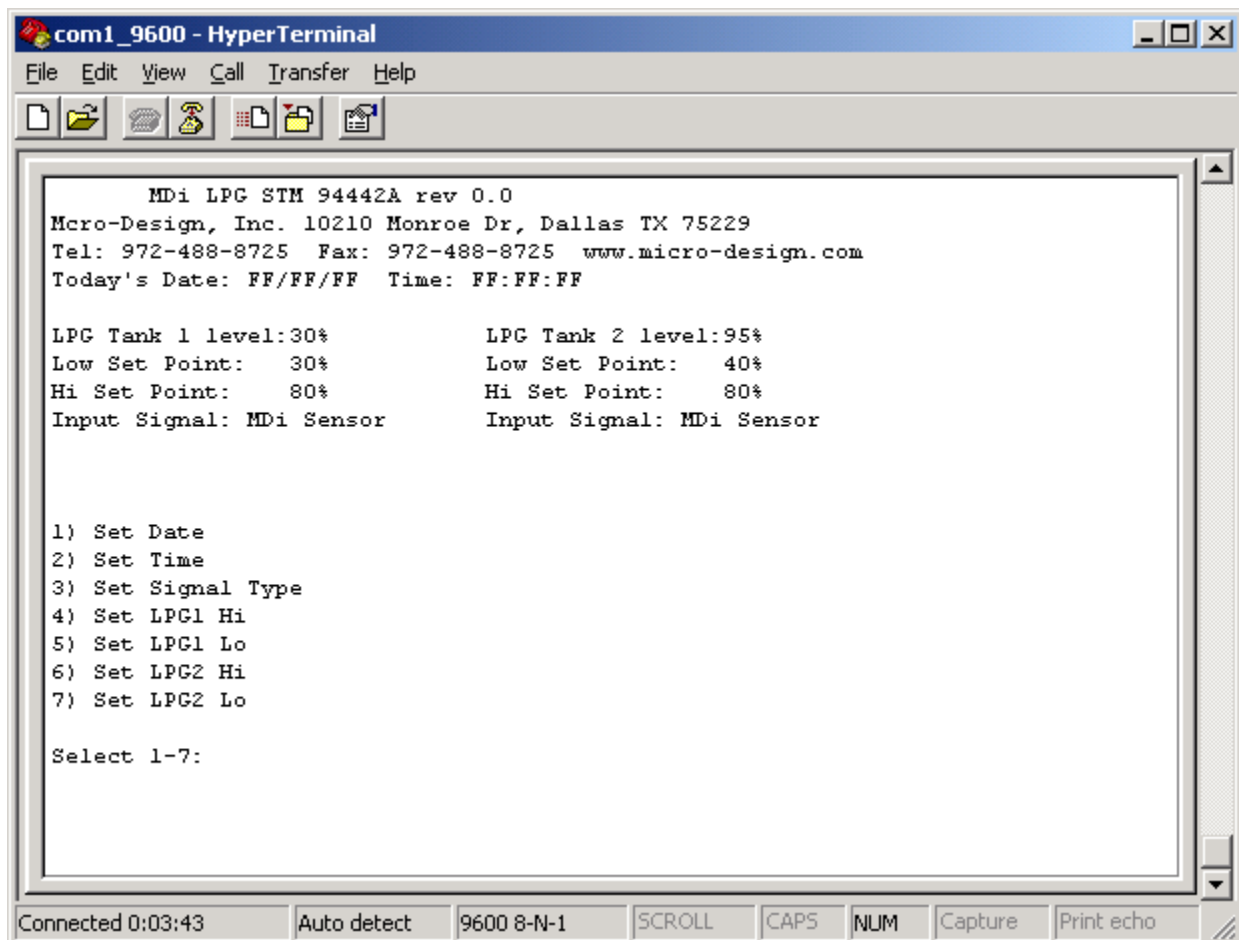 com1_9600 - HyperTerminal
File Edit View Call Transfer Help
MDi LPG STM 94442A rev 0.0
Mcro-Design, Inc. 10210 Monroe Dr, Dallas TX 75229
Tel: 972-488-8725 Fax: 972-488-8725 www.micro-design.com
Today's Date: FF/FF/FF Time: FF:FF:FF
LPG Tank 1 level:30% LPG Tank 2 level:95%
Low Set Point: 30% Low Set Point: 40%
Hi Set Point: 80% Hi Set Point: 80%
Input Signal: MDi Sensor Input Signal: MDi Sensor
1) Set Date
2) Set Time
3) Set Signal Type
4) Set LPG1 Hi
5) Set LPG1 Lo
6) Set LPG2 Hi
7) Set LPG2 Lo
Select 1-7:
Connected 0:03:43 Auto detect 9600 8-N-1 SCROLL CAPS NUM Capture Print echo